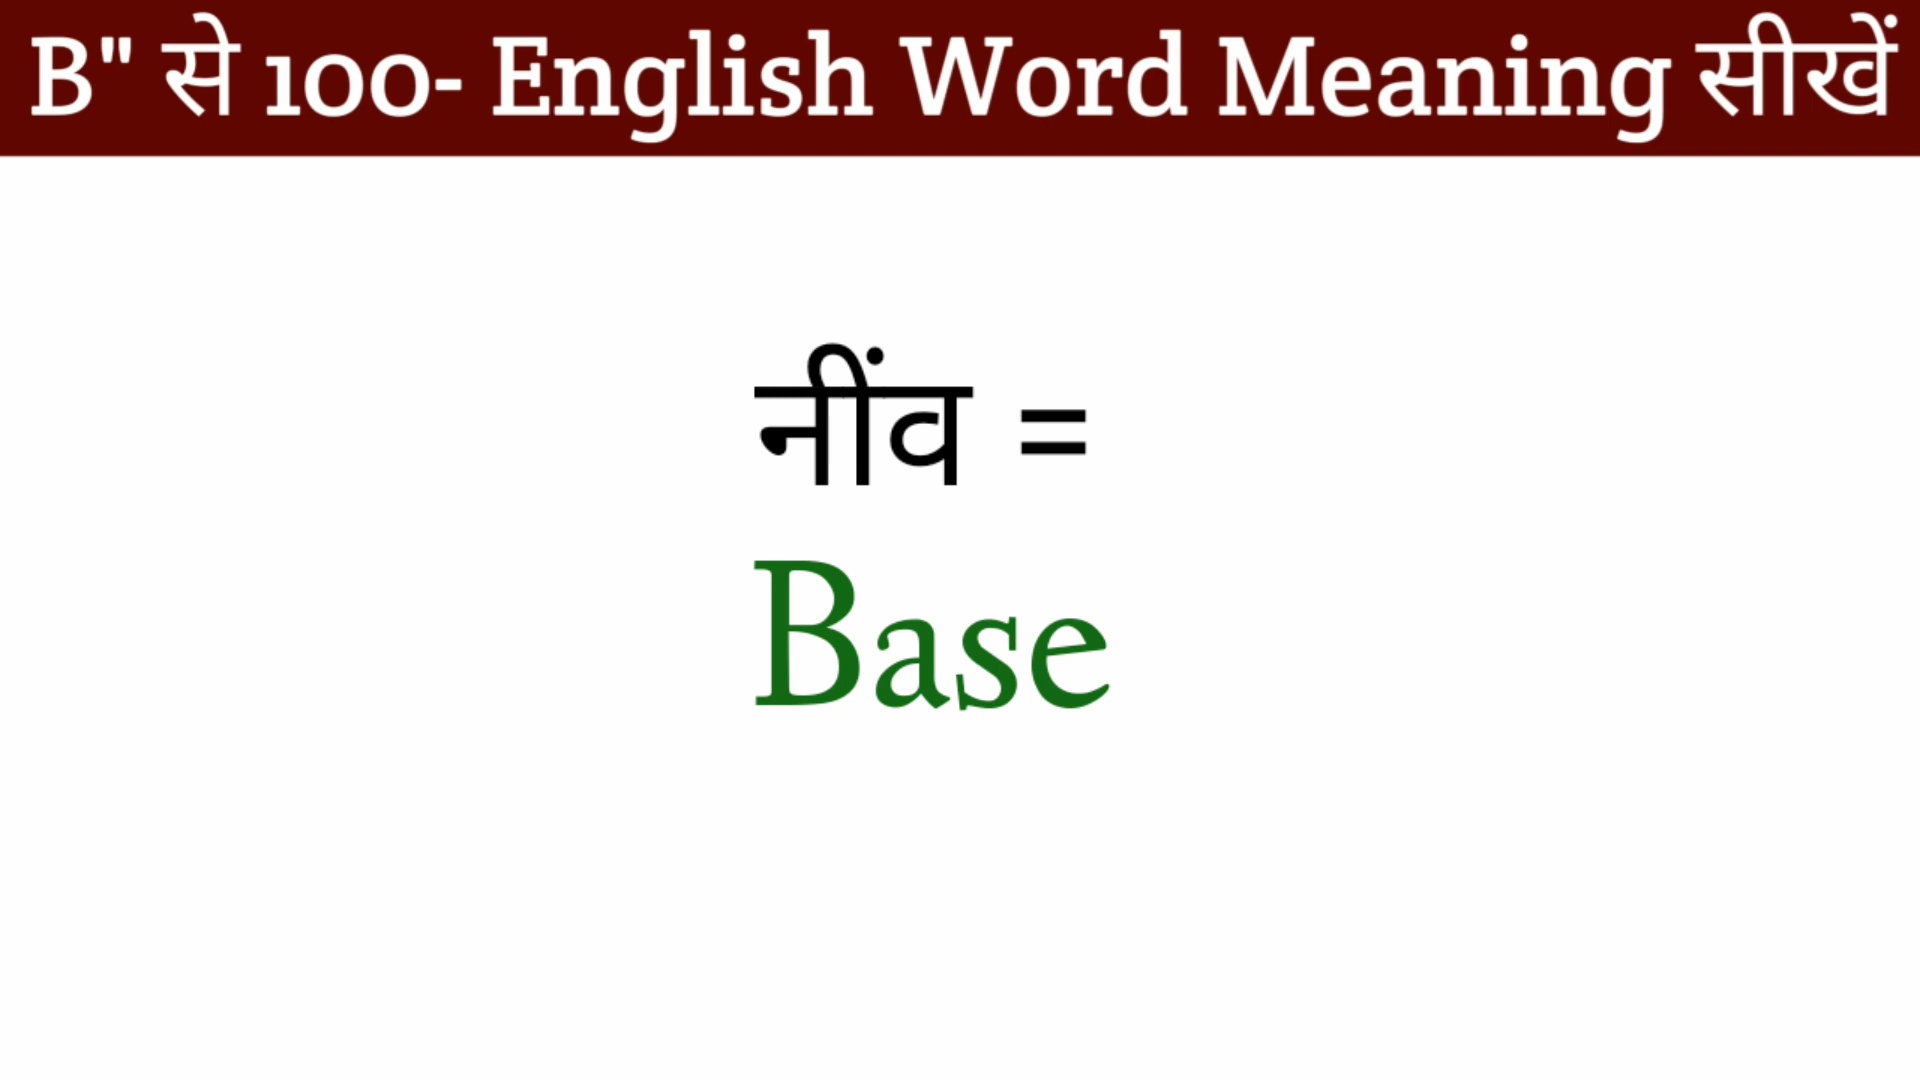 B" से 100- English Word Meaning सीखें
नींव =
Base